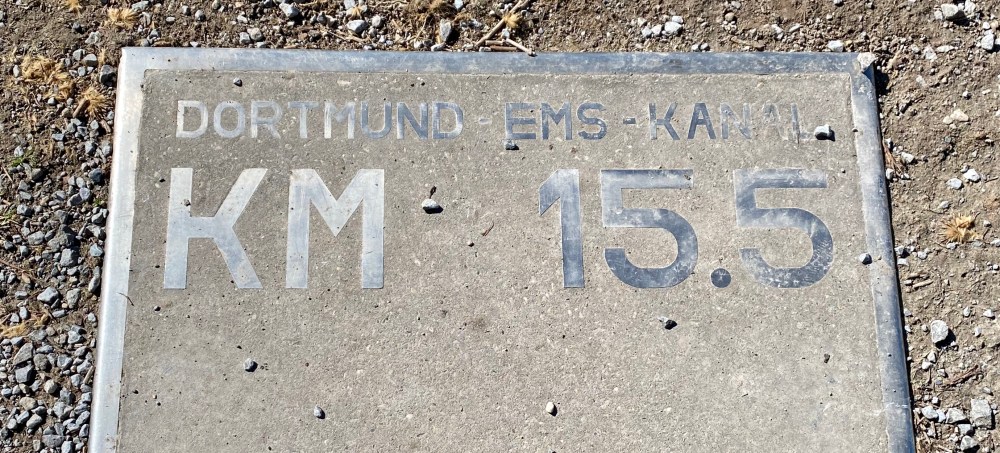 DORTMUND - EMS - KANAL
KM 15.5